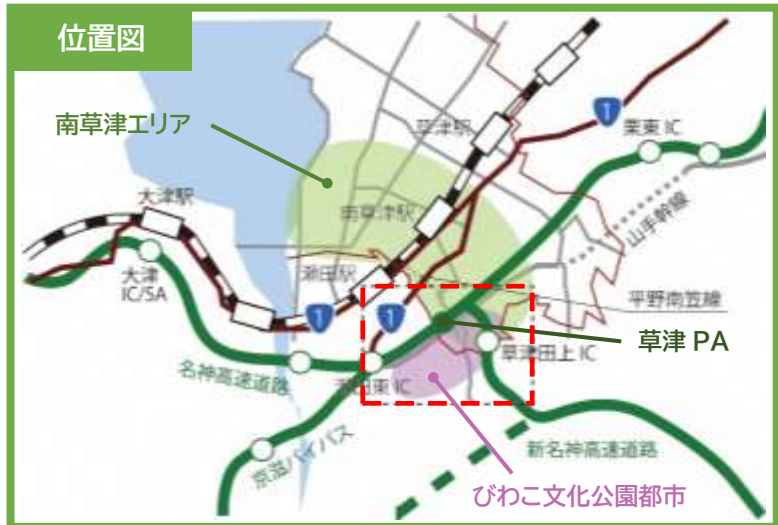 位置図
1
南草津エリア
草津駅
栗東 IC
大津駅
南草津駅
山手幹線
瀬田駅
大津
IC/SA
1
1
平野南笠線
草津 PA
草津田上 IC
名神高速道路
瀬田東 IC
京滋バイパス
新名神高速道路
びわこ文化公園都市